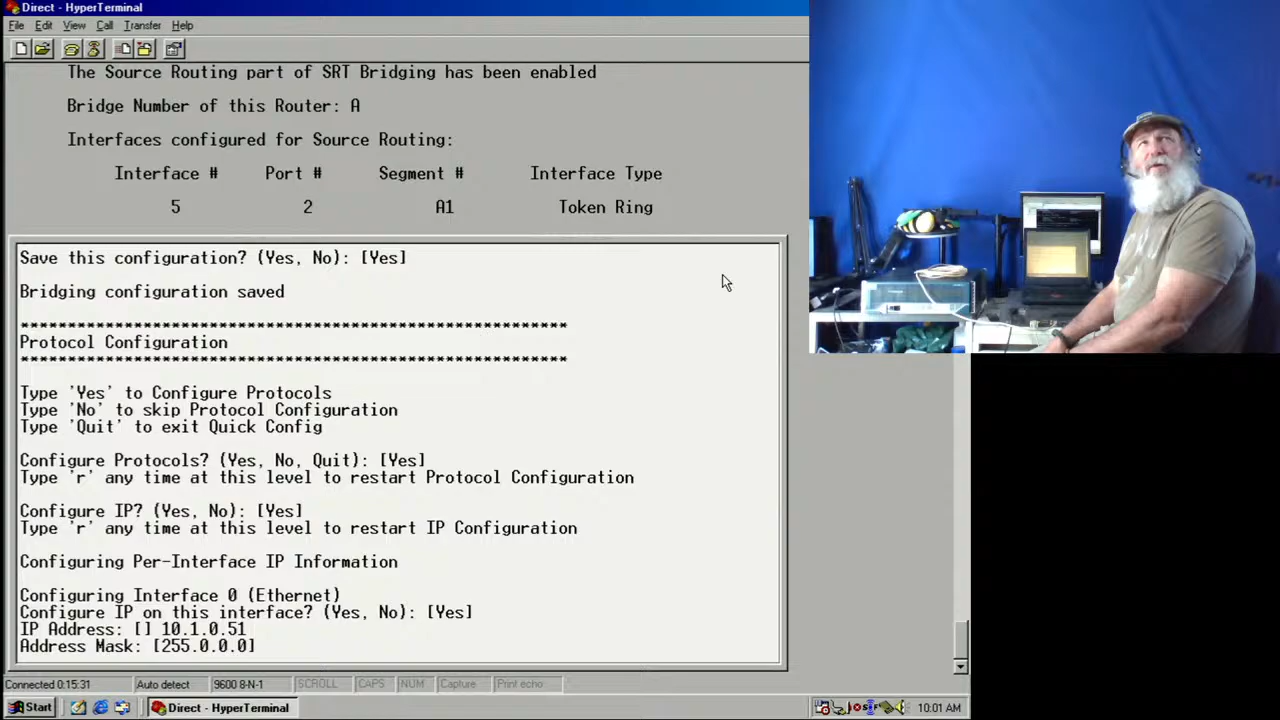 Direct - HyperTerminal
File Edit View Call Transfer Help
The Source Routing part of SRT Bridging has been enabled
Bridge Number of this Router: A
Interfaces configured for Source Routing:
Interface # Port # Segment # Interface Type
5 2 A1 Token Ring
Save this configuration? (Yes, No): [Yes]
Bridging configuration saved
**********************************************************
Protocol Configuration
**********************************************************
Type 'Yes' to Configure Protocols
Type 'No' to skip Protocol Configuration
Type 'Quit' to exit Quick Config
Configure Protocols? (Yes, No, Quit): [Yes]
Type 'r' any time at this level to restart Protocol Configuration
Configure IP? (Yes, No): [Yes]
Type 'r' any time at this level to restart IP Configuration
Configuring Per-Interface IP Information
Configuring Interface 0 (Ethernet)
Configure IP on this interface? (Yes, No): [Yes]
IP Address: [] 10.1.0.51
Address Mask: [255.0.0.0]
Connected 0:15:31 Auto detect 9600 8-N-1 SCROLL CAPS NUM Capture Print echo
Start Direct - HyperTerminal 10:01 AM